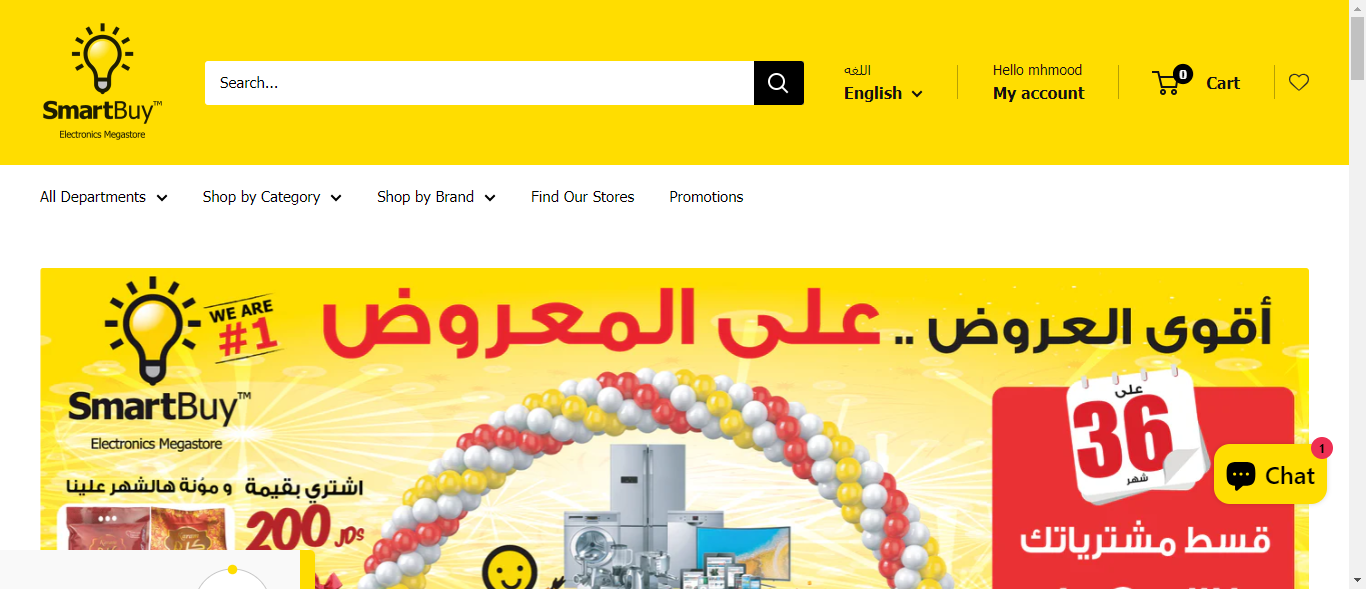 SmartBuy™
Electronics Megastore
Search...
اللغه
English
Hello mhmood
My account
0
Cart
All Departments
Shop by Category
Shop by Brand
Find Our Stores
Promotions
أقوى العروض .. على المعروض
WE ARE
#1
SmartBuy™
Electronics Megastore
اشتري بقيمة و مؤنة هالشهر علينا
200 JDs
على
36
شهر
قسط مشترياتك
1
Chat